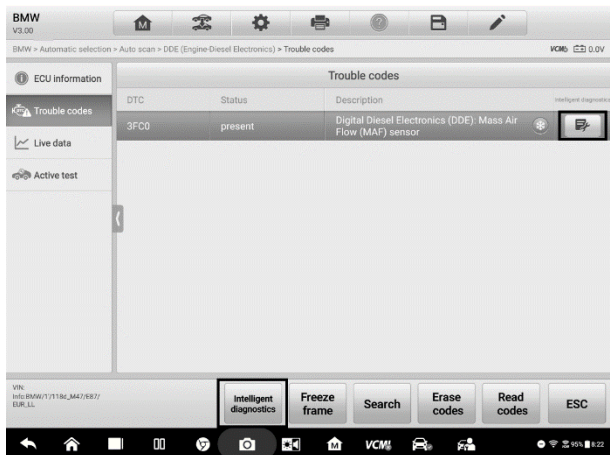 BMW
V3.00
BMW > Automatic selection > Auto scan > DDE (Engine-Diesel Electronics) > Trouble codes
VCMI 0.0V
ECU information
Trouble codes
Live data
Active test
Trouble codes
DTC Status Description Intelligent diagnostics
3FC0 present Digital Diesel Electronics (DDE): Mass Air
Flow (MAF) sensor
VIN:
Info:BMW/1'/118d_M47/E87/
EUR_LL
Intelligent
diagnostics
Freeze
frame
Search
Erase
codes
Read
codes
ESC
VCMI
95% 8:22